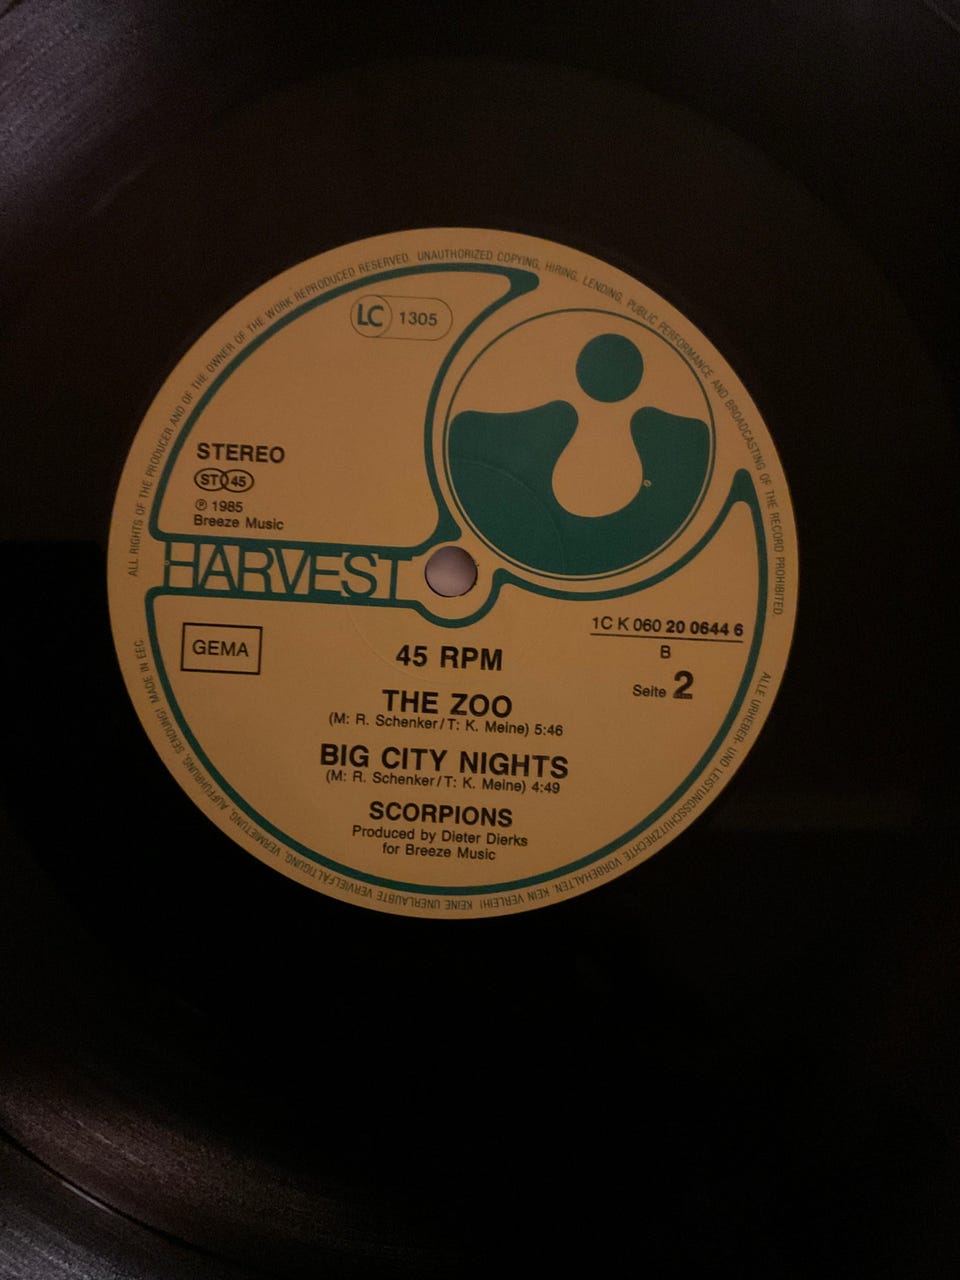 ALL RIGHTS OF THE PRODUCER AND OF THE OWNER OF THE WORK REPRODUCED RESERVED. UNAUTHORIZED COPYING, HIRING, LENDING, PUBLIC PERFORMANCE AND BROADCASTING OF THE RECORD PROHIBITED.
LC 1305
STEREO
ST 45
℗ 1985
Breeze Music
HARVEST
GEMA
1C K 060 20 0644 6
B
Seite 2
45 RPM
THE ZOO
(M: R. Schenker/T: K. Meine) 5:46
BIG CITY NIGHTS
(M: R. Schenker/T: K. Meine) 4:49
SCORPIONS
Produced by Dieter Dierks
for Breeze Music
ALLE URHEBER- UND LEISTUNGSSCHUTZRECHTE VORBEHALTEN. KEIN VERLEIH! KEINE UNERLAUBTE VERVIELFÄLTIGUNG, VERMIETUNG, AUFFÜHRUNG, SENDUNG! MADE IN EEC.